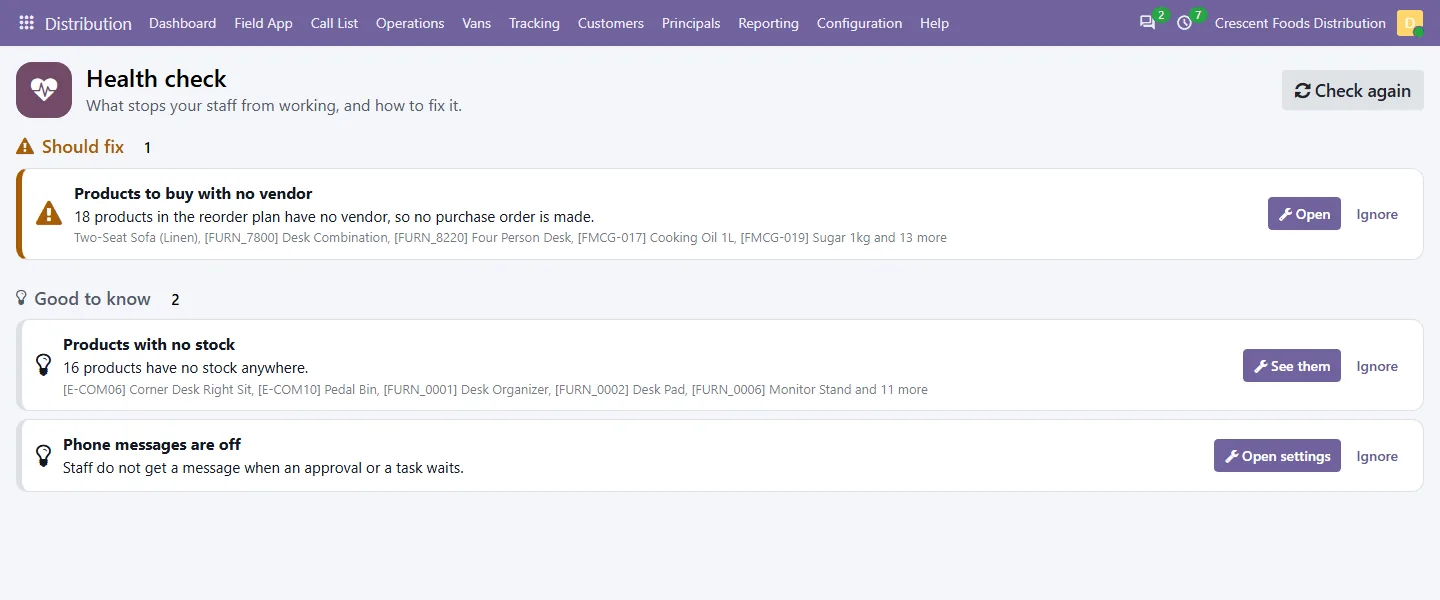 Distribution Dashboard Field App Call List Operations Vans Tracking Customers Principals Reporting Configuration Help 2 7 Crescent Foods Distribution D
Health check
What stops your staff from working, and how to fix it.
Check again
Should fix 1
Products to buy with no vendor
18 products in the reorder plan have no vendor, so no purchase order is made.
Two-Seat Sofa (Linen), [FURN_7800] Desk Combination, [FURN_8220] Four Person Desk, [FMCG-017] Cooking Oil 1L, [FMCG-019] Sugar 1kg and 13 more
Open Ignore
Good to know 2
Products with no stock
16 products have no stock anywhere.
[E-COM06] Corner Desk Right Sit, [E-COM10] Pedal Bin, [FURN_0001] Desk Organizer, [FURN_0002] Desk Pad, [FURN_0006] Monitor Stand and 11 more
See them Ignore
Phone messages are off
Staff do not get a message when an approval or a task waits.
Open settings Ignore